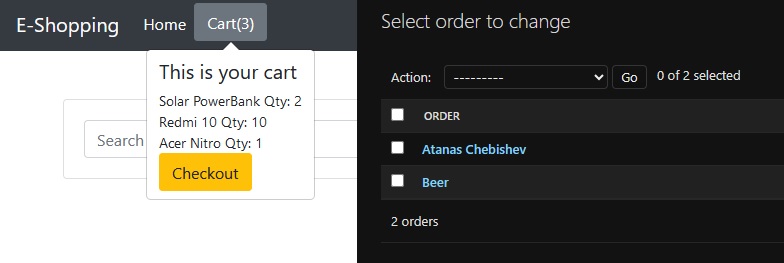 E-Shopping Home Cart(3)
This is your cart
Solar PowerBank Qty: 2
Redmi 10 Qty: 10
Acer Nitro Qty: 1
Checkout
Search
Select order to change
Action: --------- Go 0 of 2 selected
ORDER
Atanas Chebishev
Beer
2 orders